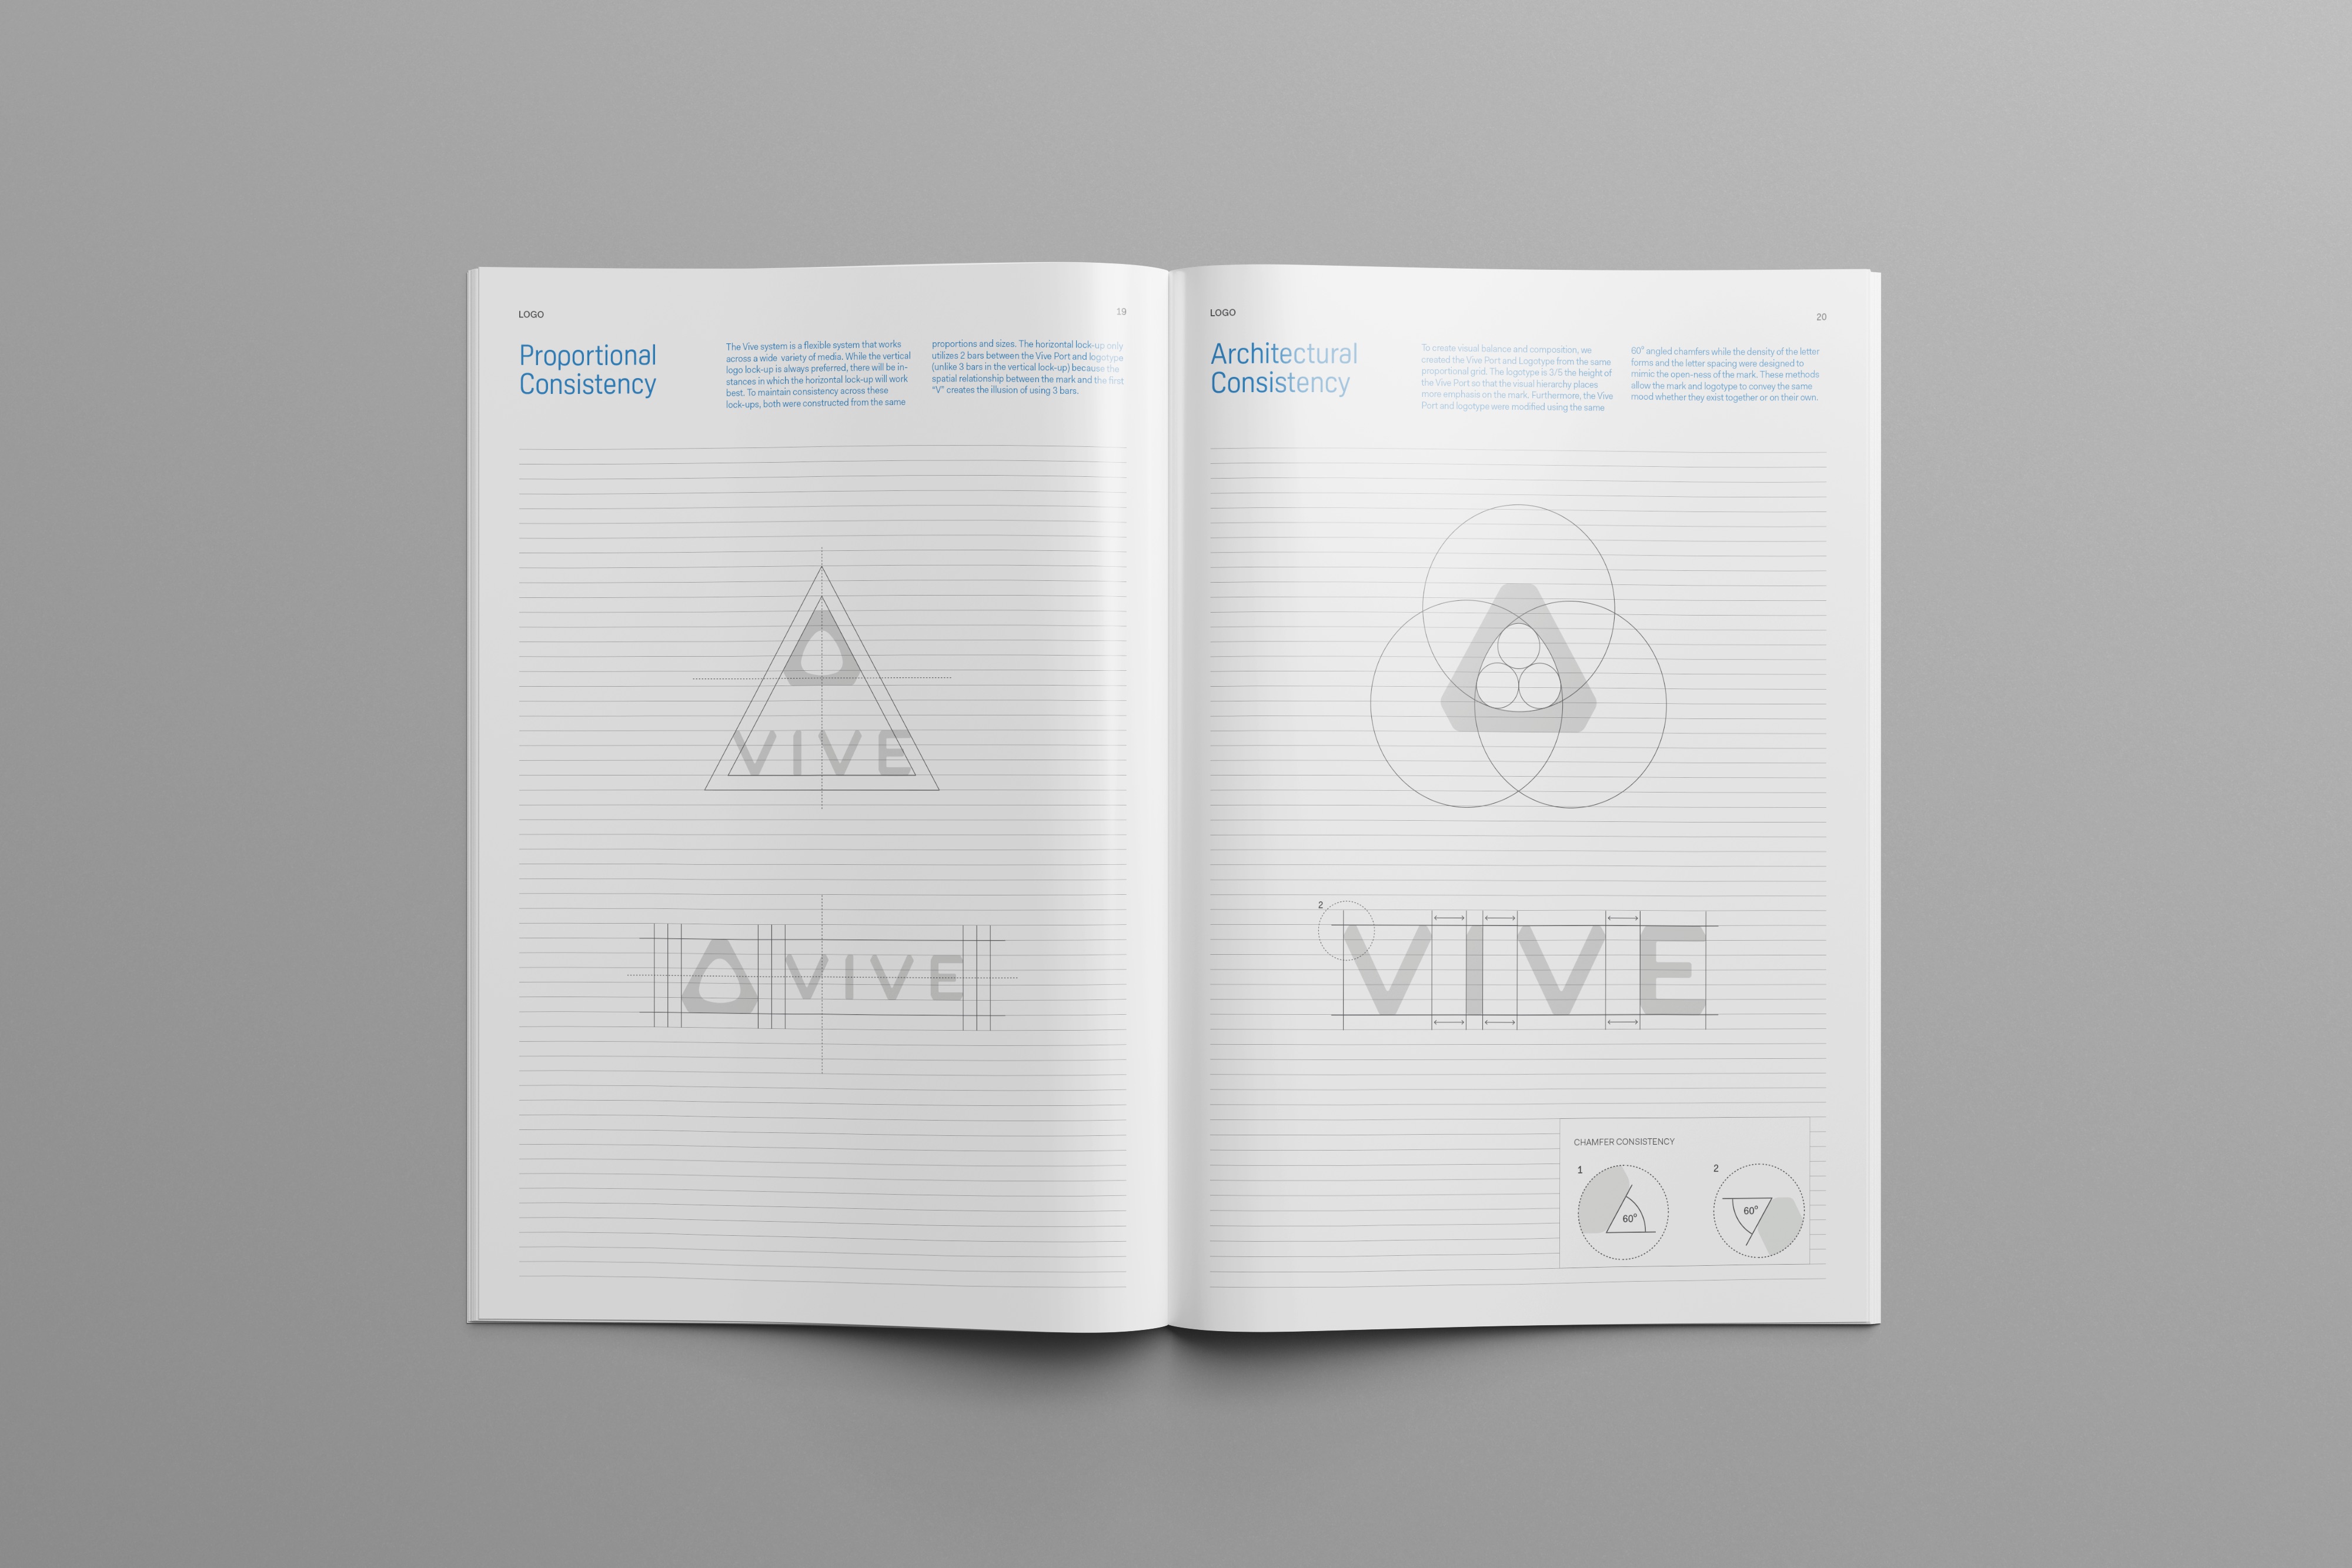 LOGO
19
Proportional
Consistency
The Vive system is a flexible system that works
across a wide variety of media. While the vertical
logo lock-up is always preferred, there will be in-
stances in which the horizontal lock-up will work
best. To maintain consistency across these
lock-ups, both were constructed from the same
proportions and sizes. The horizontal lock-up only
utilizes 2 bars between the Vive Port and logotype
(unlike 3 bars in the vertical lock-up) because the
spatial relationship between the mark and the first
“V” creates the illusion of using 3 bars.
VIVE
VIVE
LOGO
20
Architectural
Consistency
To create visual balance and composition, we
created the Vive Port and Logotype from the same
proportional grid. The logotype is 3/5 the height of
the Vive Port so that the visual hierarchy places
more emphasis on the mark. Furthermore, the Vive
Port and logotype were modified using the same
60° angled chamfers while the density of the letter
forms and the letter spacing were designed to
mimic the open-ness of the mark. These methods
allow the mark and logotype to convey the same
mood whether they exist together or on their own.
2
VIVE
CHAMFER CONSISTENCY
1
60°
2
60°